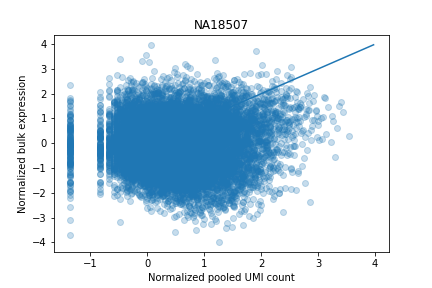 NA18507
4
3
2
1
0
−1
−2
−3
−4
Normalized bulk expression
−1 0 1 2 3 4
Normalized pooled UMI count